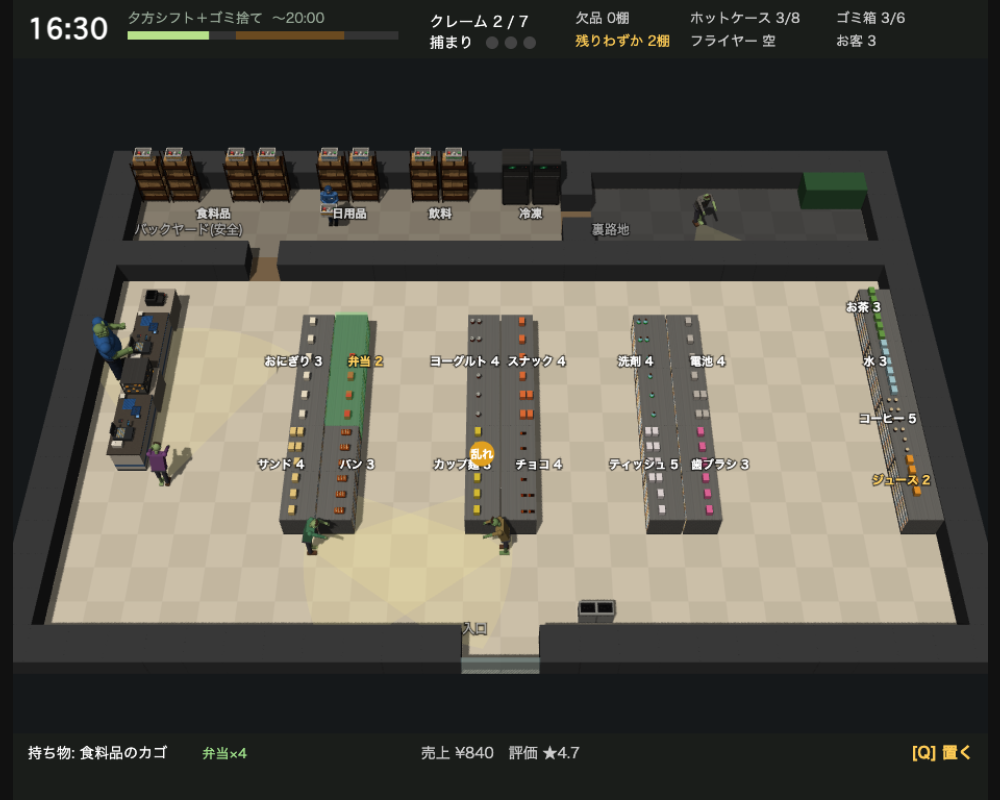 16:30
夕方シフト＋ゴミ捨て ～20:00
クレーム 2 / 7
捕まり
欠品 0棚
残りわずか 2棚
ホットケース 3/8
フライヤー 空
ゴミ箱 3/6
お客 3
食料品
日用品
飲料
冷凍
バックヤード(安全)
裏路地
お茶 3
おにぎり 3
弁当 2
ヨーグルト 4
スナック 4
洗剤 4
電池 4
水 3
コーヒー 5
乱れ
サンド 4
パン 3
カップ麺 3
チョコ 4
ティッシュ 5
歯ブラシ 3
ジュース 2
入口
持ち物: 食料品のカゴ
弁当×4
売上 ¥840
評価 ★4.7
[Q] 置く